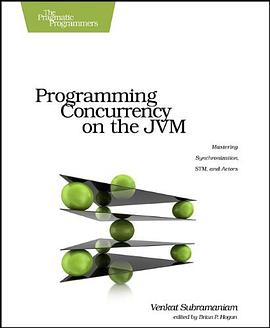 The
Pragmatic
Programmers
Programming
Concurrency
on the JVM
Mastering
Synchronization,
STM, and Actors
Venkat Subramaniam
edited by Brian P. Hogan